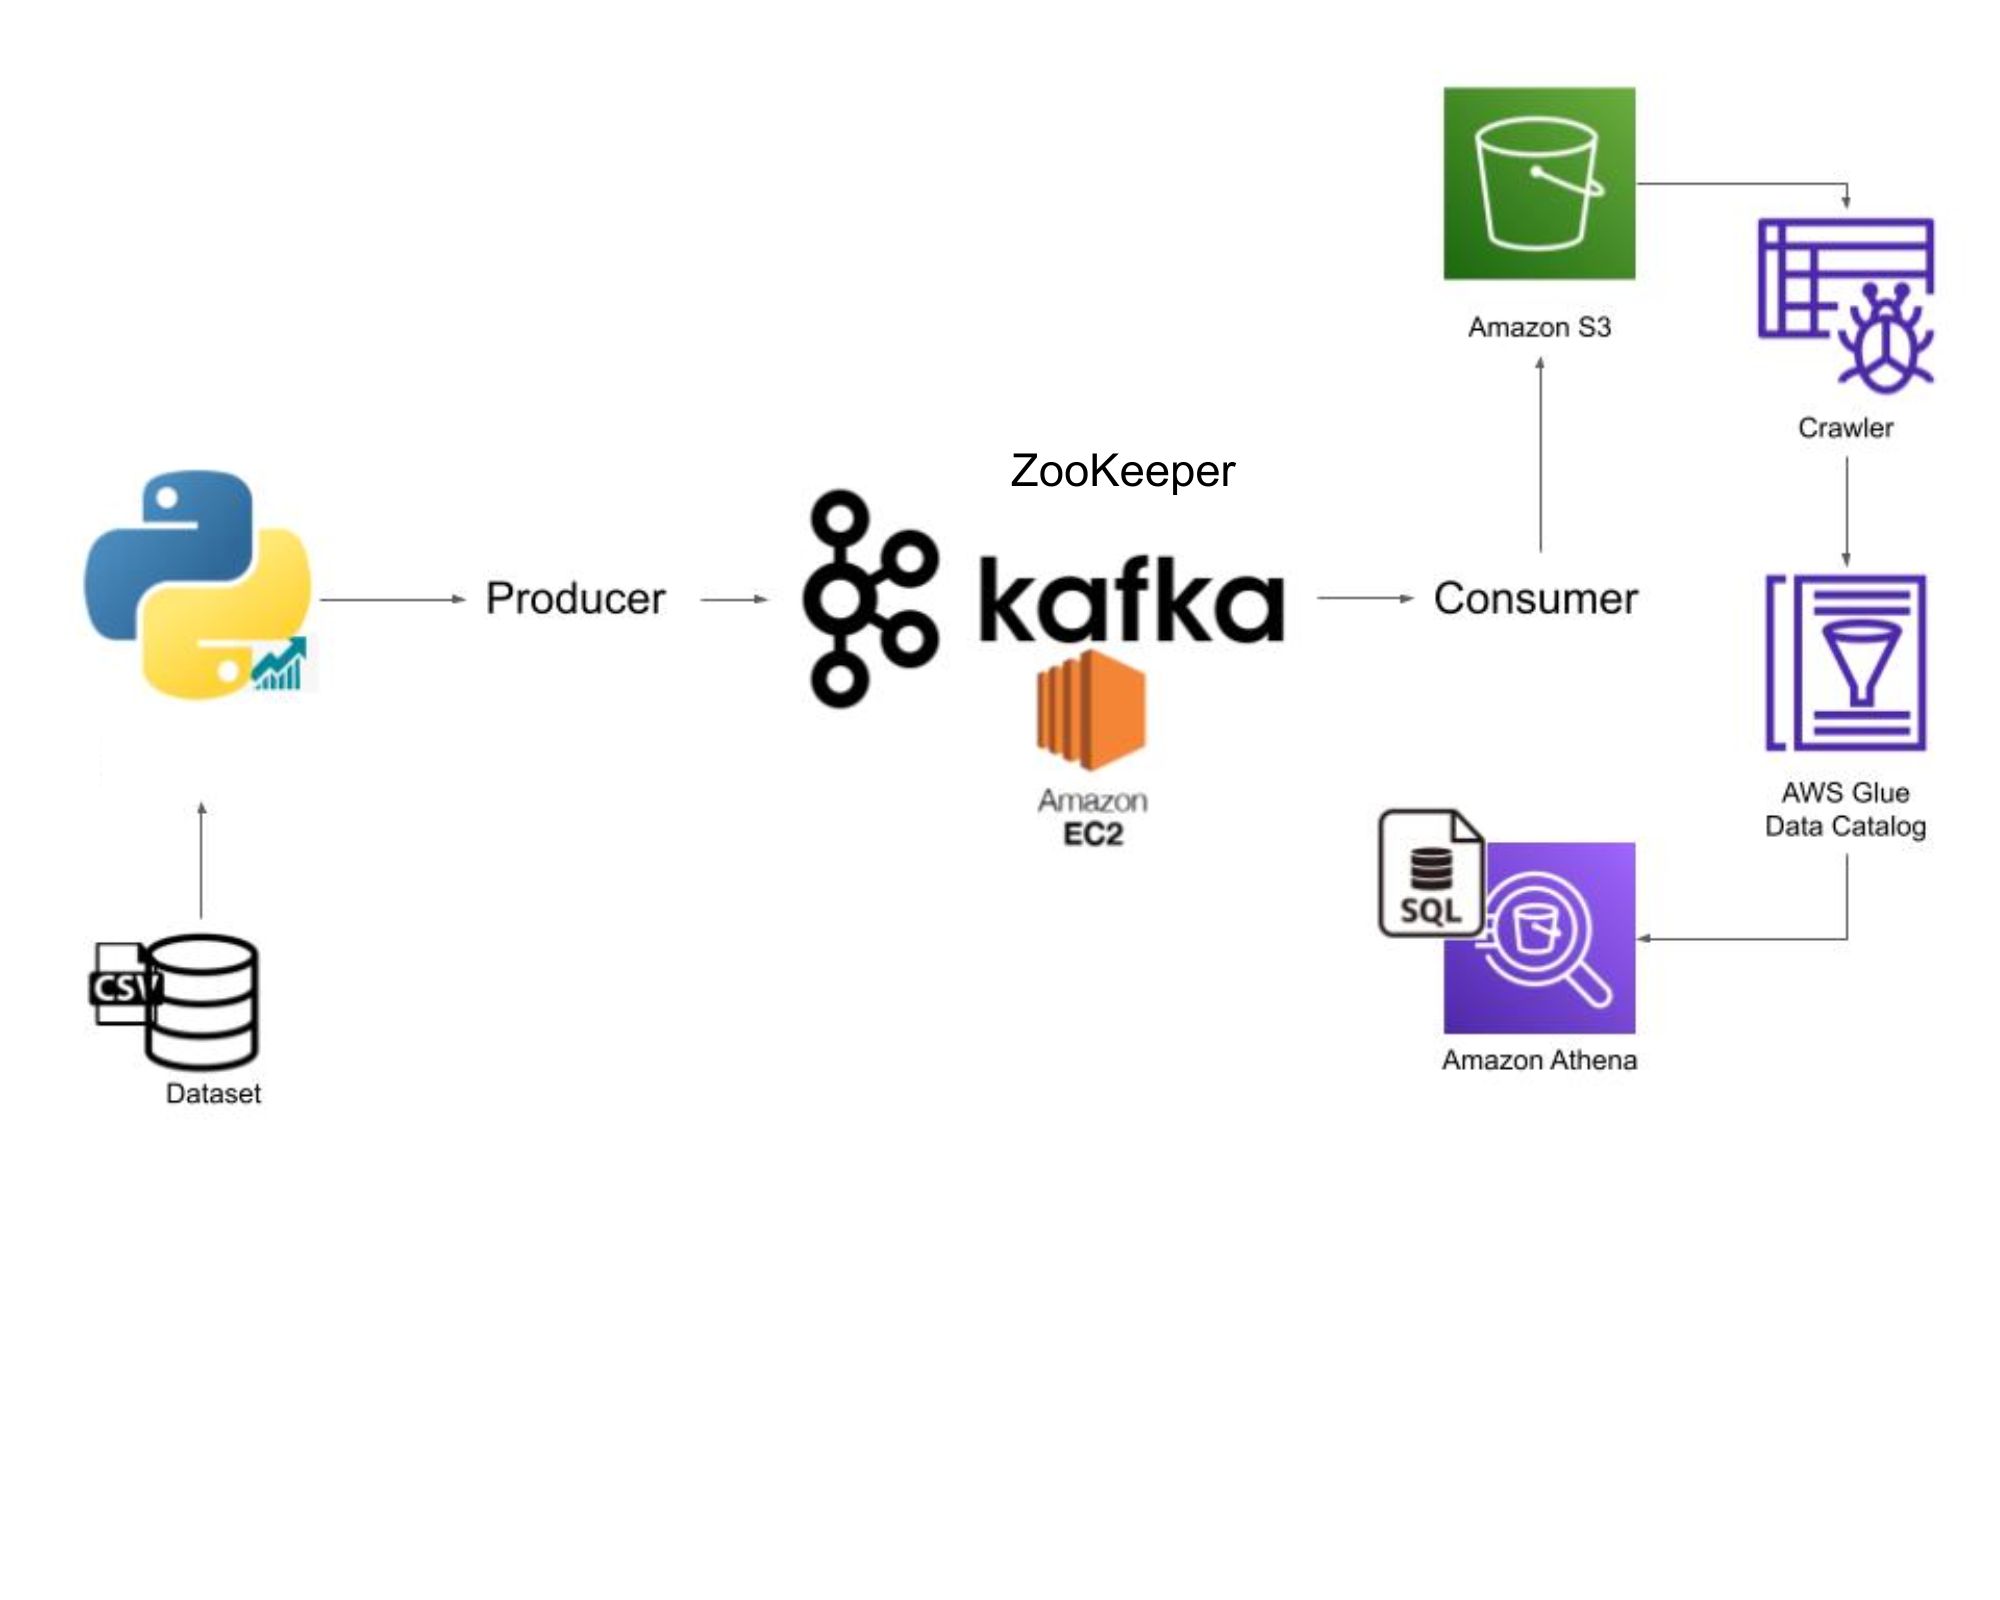 Amazon S3
Crawler
ZooKeeper
Producer
kafka
Consumer
Amazon
EC2
AWS Glue
Data Catalog
SQL
CSV
Amazon Athena
Dataset